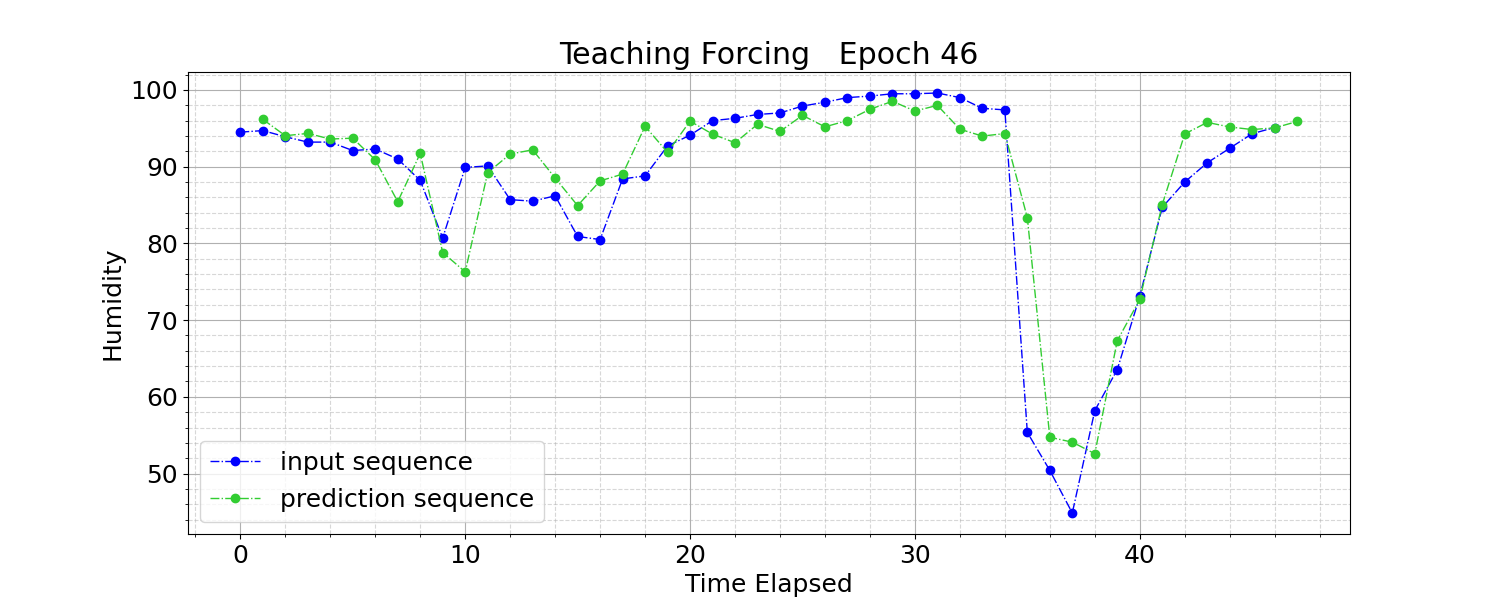 Teaching Forcing   Epoch 46
100
90
80
70
60
50
Humidity
input sequence
prediction sequence
0 10 20 30 40
Time Elapsed